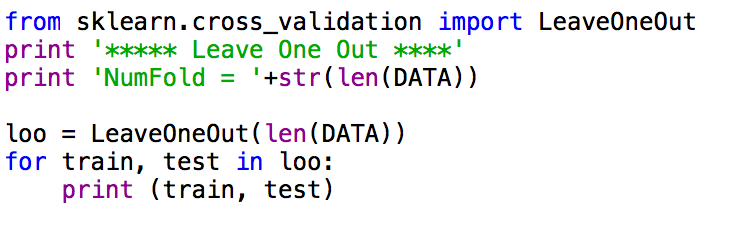 from sklearn.cross_validation import LeaveOneOut
print '***** Leave One Out ****'
print 'NumFold = '+str(len(DATA))
loo = LeaveOneOut(len(DATA))
for train, test in loo:
    print (train, test)